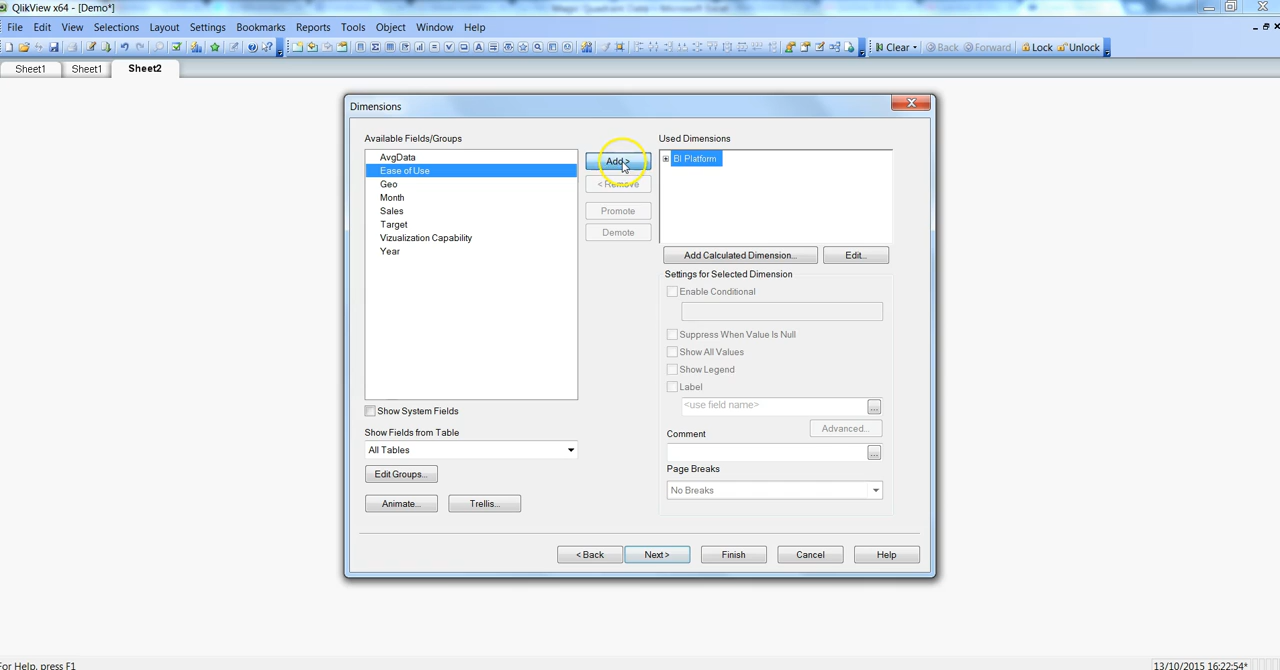 QlikView x64 - [Demo*]
File Edit View Selections Layout Settings Bookmarks Reports Tools Object Window Help
Clear Back Forward Lock Unlock
Sheet1 Sheet1 Sheet2
Dimensions
Available Fields/Groups
AvgData
Ease of Use
Geo
Month
Sales
Target
Vizualization Capability
Year
Add >
< Remove
Promote
Demote
Used Dimensions
BI Platform
Add Calculated Dimension... Edit...
Settings for Selected Dimension
Enable Conditional
Suppress When Value Is Null
Show All Values
Show Legend
Label
<use field name>
Advanced...
Comment
Page Breaks
No Breaks
Show System Fields
Show Fields from Table
All Tables
Edit Groups...
Animate... Trellis...
< Back Next > Finish Cancel Help
For Help, press F1 13/10/2015 16:22:54*